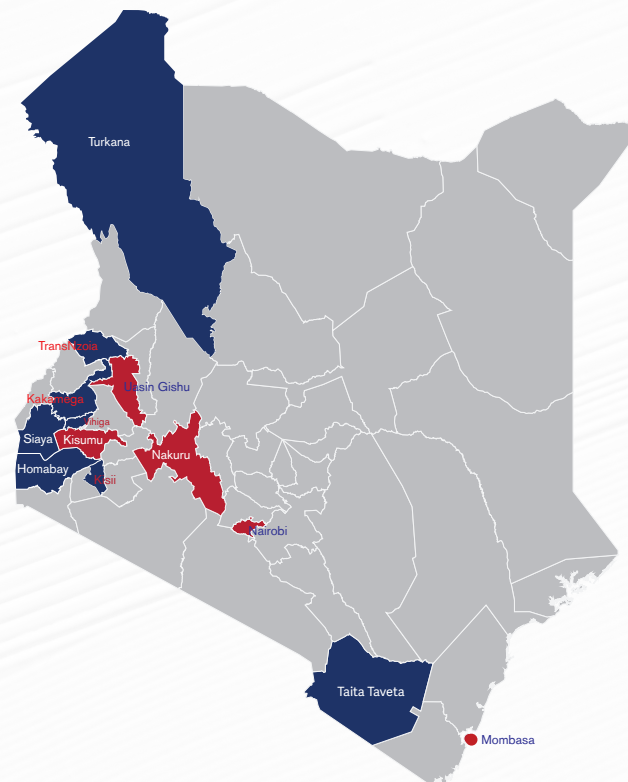 Turkana
TransNzoia
Uasin Gishu
Kakamega
Vihiga
Siaya
Kisumu
Nakuru
Homabay
Kisii
Nairobi
Taita Taveta
Mombasa